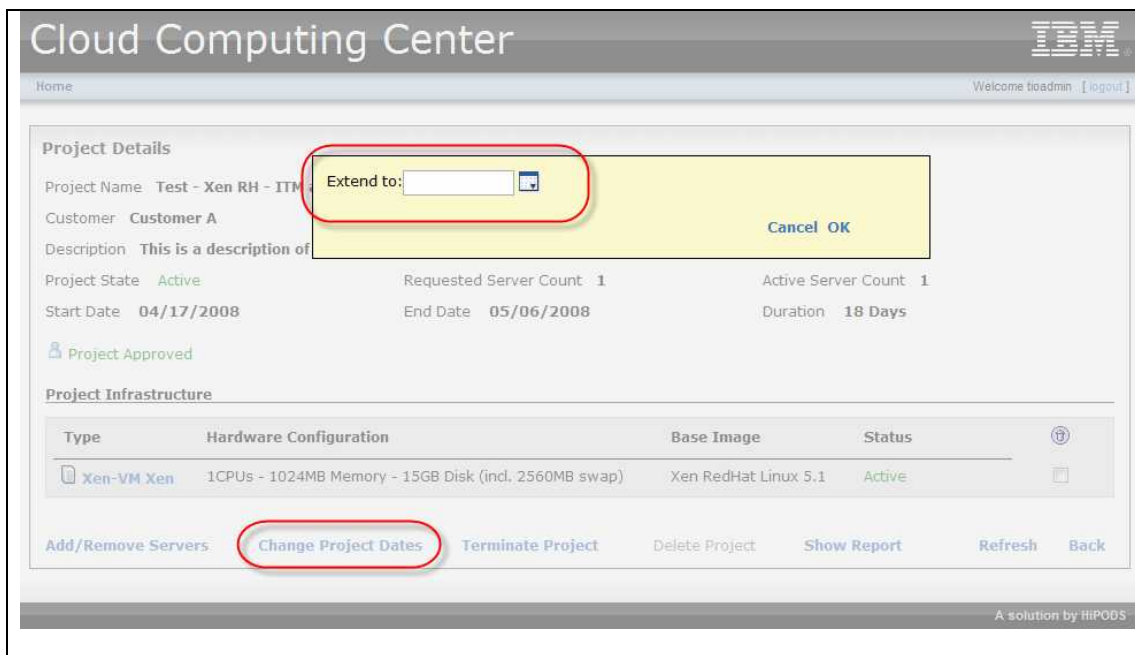 Cloud Computing Center
IBM
Home
Welcome tioadmin [ logout ]
Project Details
Project Name Test - Xen RH - ITM
Extend to:
Cancel OK
Customer Customer A
Description This is a description of
Project State Active Requested Server Count 1 Active Server Count 1
Start Date 04/17/2008 End Date 05/06/2008 Duration 18 Days
Project Approved
Project Infrastructure
Type Hardware Configuration Base Image Status
Xen-VM Xen 1CPUs - 1024MB Memory - 15GB Disk (incl. 2560MB swap) Xen RedHat Linux 5.1 Active
Add/Remove Servers Change Project Dates Terminate Project Delete Project Show Report Refresh Back
A solution by HiPODS